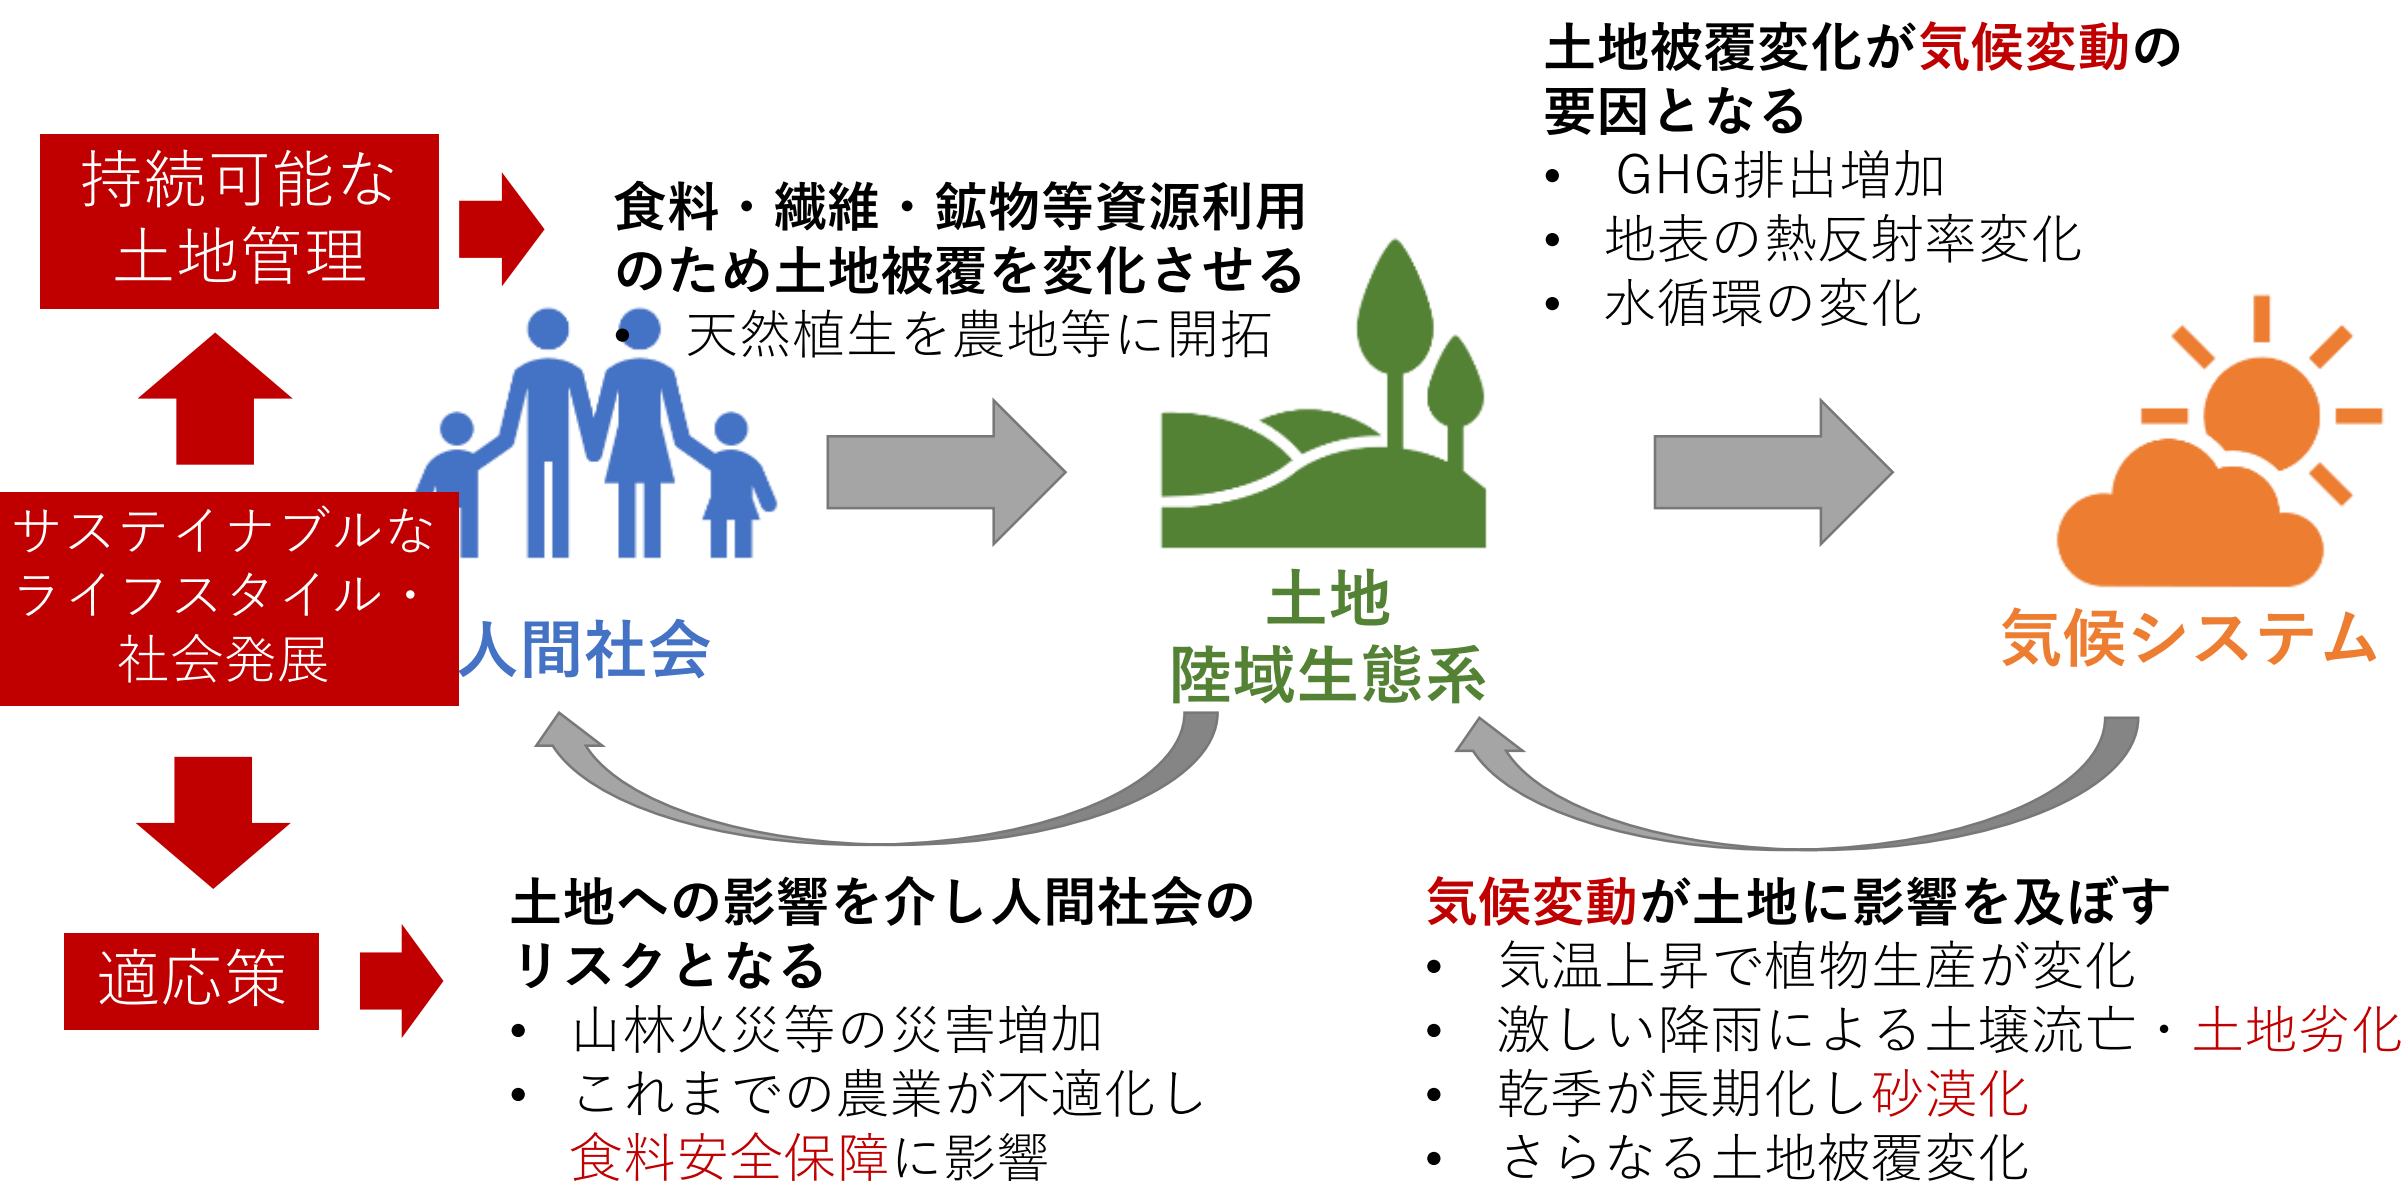 持続可能な
土地管理
サステイナブルな
ライフスタイル・
社会発展
適応策
食料・繊維・鉱物等資源利用
のため土地被覆を変化させる
• 天然植生を農地等に開拓
土地被覆変化が気候変動の
要因となる
• GHG排出増加
• 地表の熱反射率変化
• 水循環の変化
人間社会
土地
陸域生態系
気候システム
土地への影響を介し人間社会の
リスクとなる
• 山林火災等の災害増加
• これまでの農業が不適化し
食料安全保障に影響
気候変動が土地に影響を及ぼす
• 気温上昇で植物生産が変化
• 激しい降雨による土壌流亡・土地劣化
• 乾季が長期化し砂漠化
• さらなる土地被覆変化